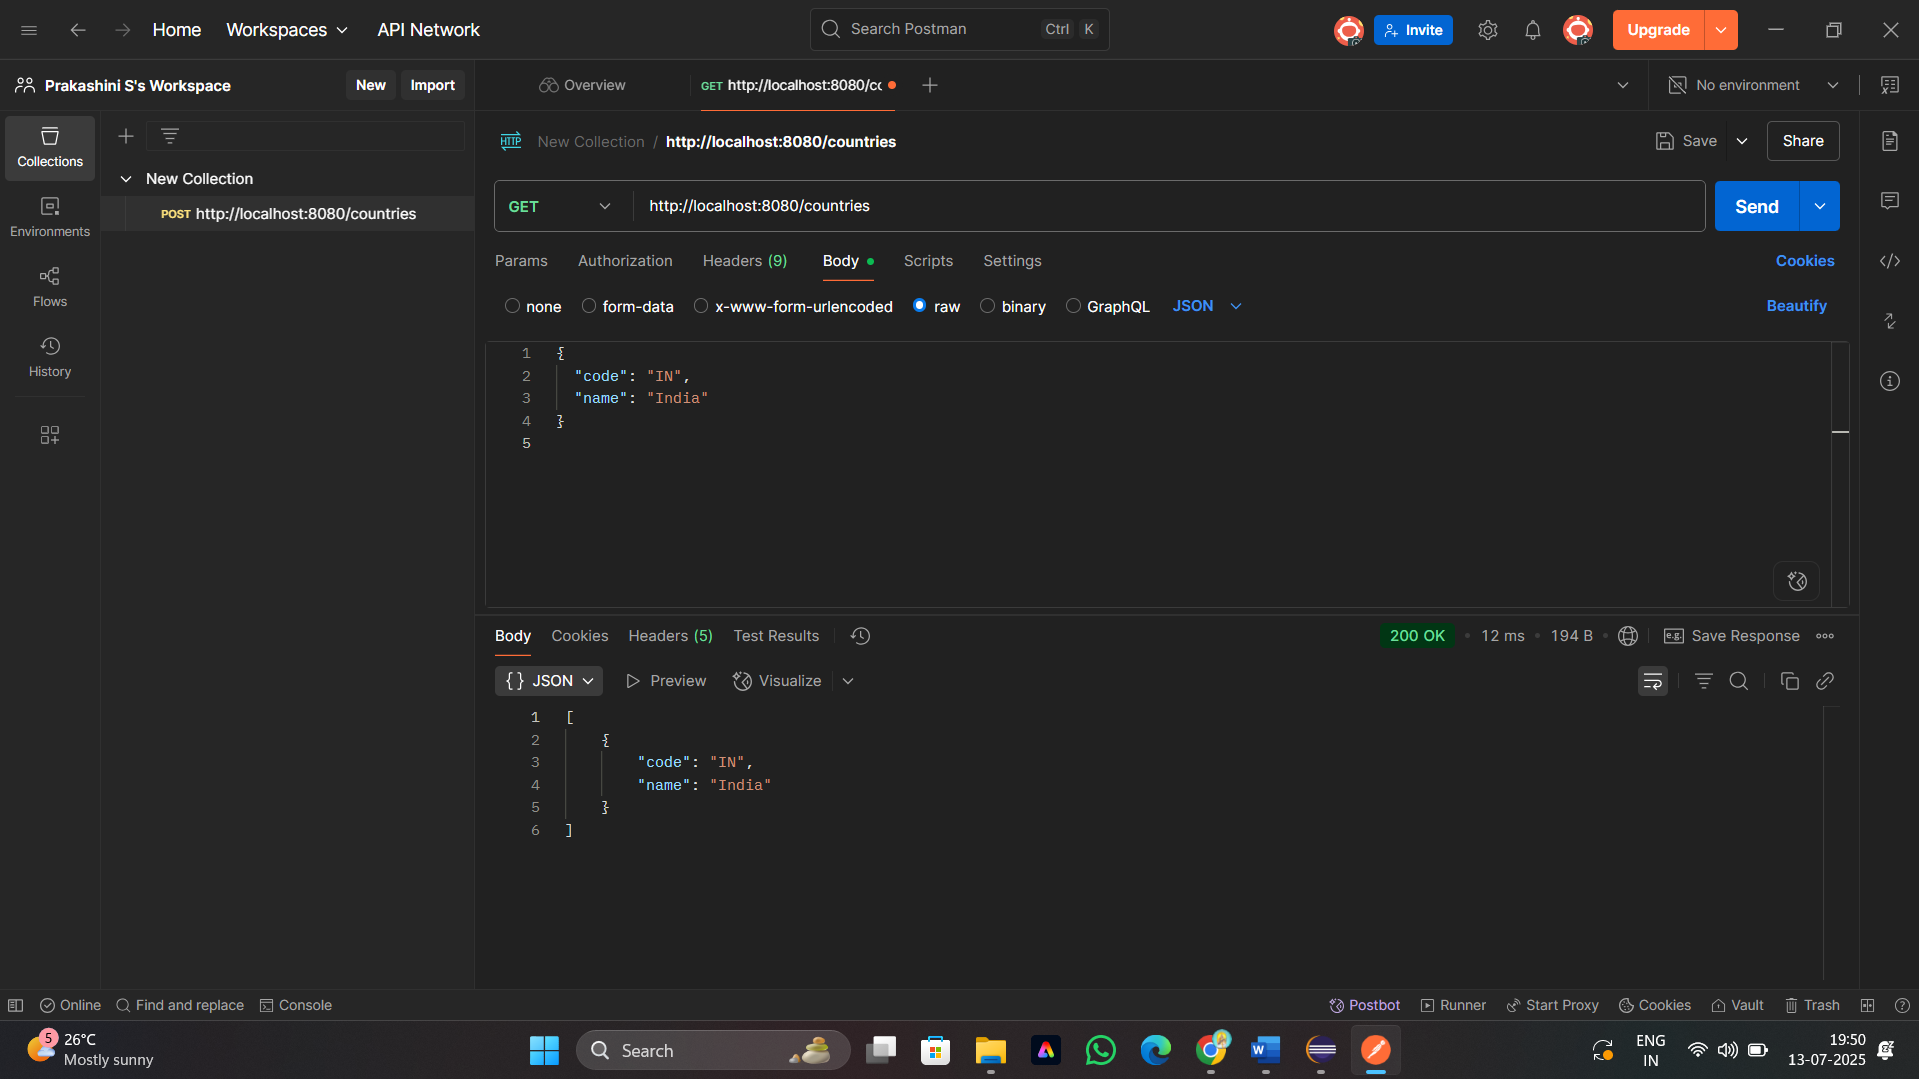 Home Workspaces API Network Search Postman Ctrl K Invite Upgrade
Prakashini S's Workspace New Import Overview GET http://localhost:8080/co No environment
Collections
Environments
Flows
History
New Collection
POST http://localhost:8080/countries
HTTP New Collection / http://localhost:8080/countries Save Share
GET http://localhost:8080/countries Send
Params Authorization Headers (9) Body Scripts Settings Cookies
none form-data x-www-form-urlencoded raw binary GraphQL JSON Beautify
1 {
2 "code": "IN",
3 "name": "India"
4 }
5
Body Cookies Headers (5) Test Results 200 OK • 12 ms • 194 B • e.g. Save Response
{} JSON Preview Visualize
1 [
2 {
3 "code": "IN",
4 "name": "India"
5 }
6 ]
Online Find and replace Console Postbot Runner Start Proxy Cookies Vault Trash
5 26°C
Mostly sunny
Search
ENG
IN
19:50
13-07-2025